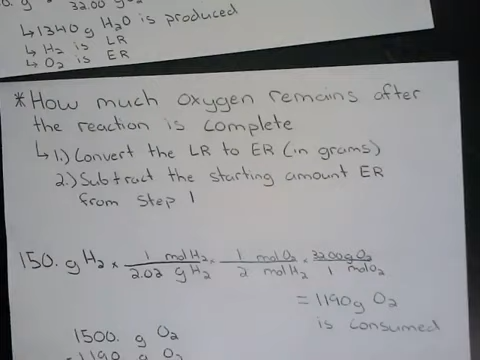 0. g 32.00 g
↳1340 g H₂O is produced
↳ H₂ is LR
↳ O₂ is ER
*How much oxygen remains after
the reaction is complete
↳ 1.) Convert the LR to ER (in grams)
2.) Subtract the starting amount ER
from Step 1
150. g H₂ × 1 mol H₂ / 2.02 g H₂ × 1 mol O₂ / 2 mol H₂ × 32.00 g O₂ / 1 mol O₂
= 1190 g O₂
is consumed
1500. g O₂
- 1190 g O₂